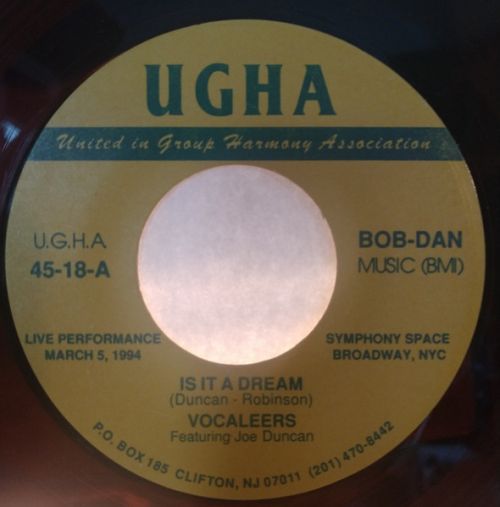 UGHA
United in Group Harmony Association
U.G.H.A.
45-18-A
BOB-DAN
MUSIC (BMI)
LIVE PERFORMANCE
MARCH 5, 1994
SYMPHONY SPACE
BROADWAY, NYC
IS IT A DREAM
(Duncan - Robinson)
VOCALEERS
Featuring Joe Duncan
P.O. BOX 185 CLIFTON, NJ 07011 (201) 470-8442